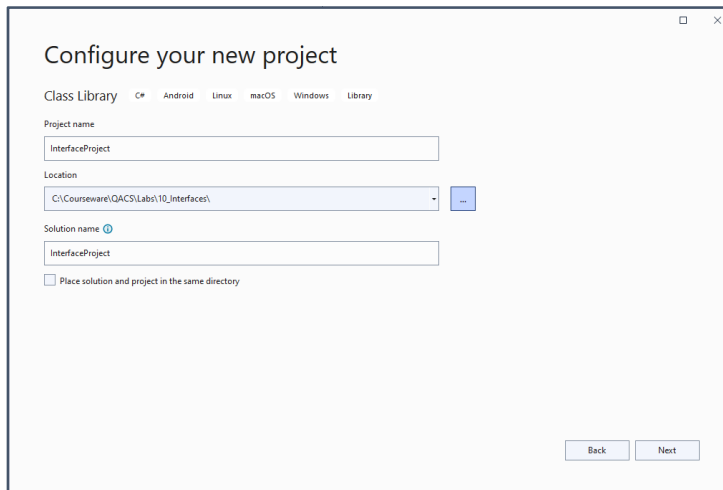 Configure your new project
Class Library C# Android Linux macOS Windows Library
Project name
InterfaceProject
Location
C:\Courseware\QACS\Labs\10_Interfaces\
...
Solution name
InterfaceProject
Place solution and project in the same directory
Back Next